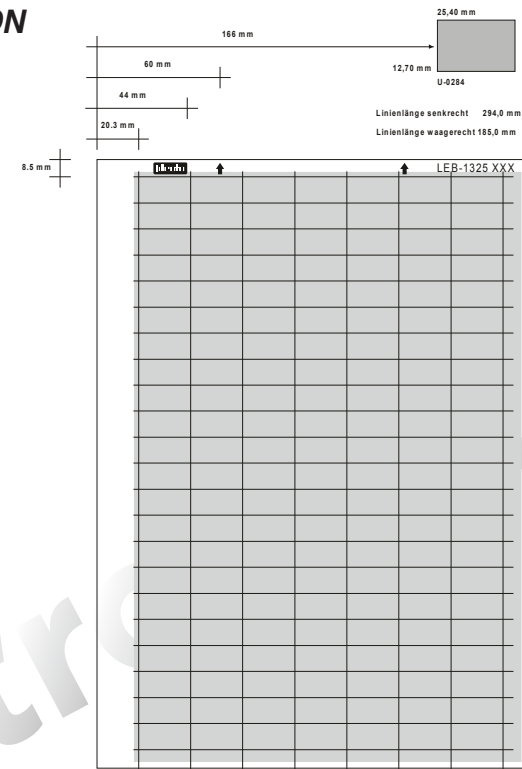 ON
25,40 mm
166 mm
60 mm
12,70 mm
U-0284
44 mm
Linienlänge senkrecht 294,0 mm
20.3 mm
Linienlänge waagerecht 185,0 mm
8.5 mm
LEB-1325 XXX
tro